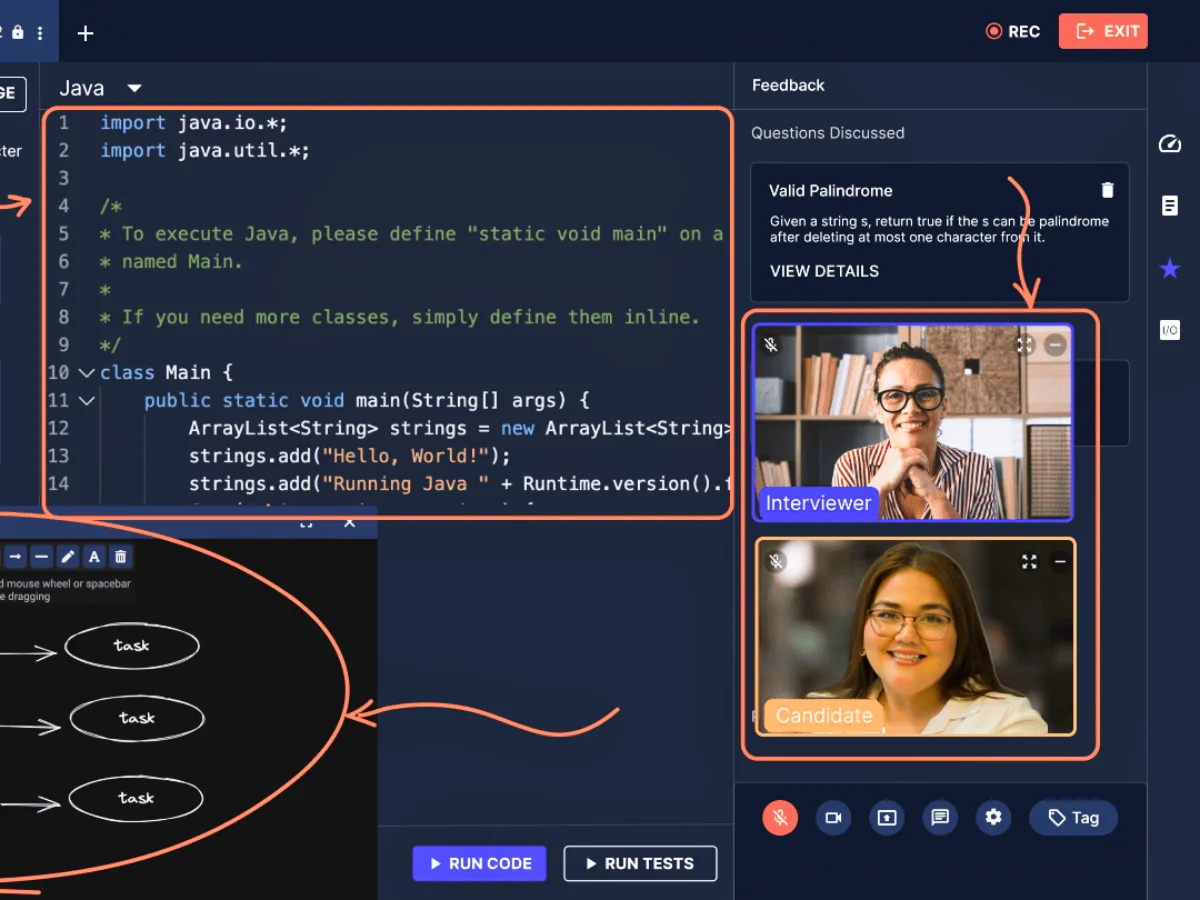 REC
EXIT
Java
1 import java.io.*;
2 import java.util.*;
3
4 /*
5 * To execute Java, please define "static void main" on a
6 * named Main.
7 *
8 * If you need more classes, simply define them inline.
9 */
10 class Main {
11 public static void main(String[] args) {
12 ArrayList<String> strings = new ArrayList<String>
13 strings.add("Hello, World!");
14 strings.add("Running Java " + Runtime.version().f
A
d mouse wheel or spacebar
e dragging
task
task
task
RUN CODE
RUN TESTS
Feedback
Questions Discussed
Valid Palindrome
Given a string s, return true if the s can be palindrome
after deleting at most one character from it.
VIEW DETAILS
Interviewer
Candidate
Tag
I/O